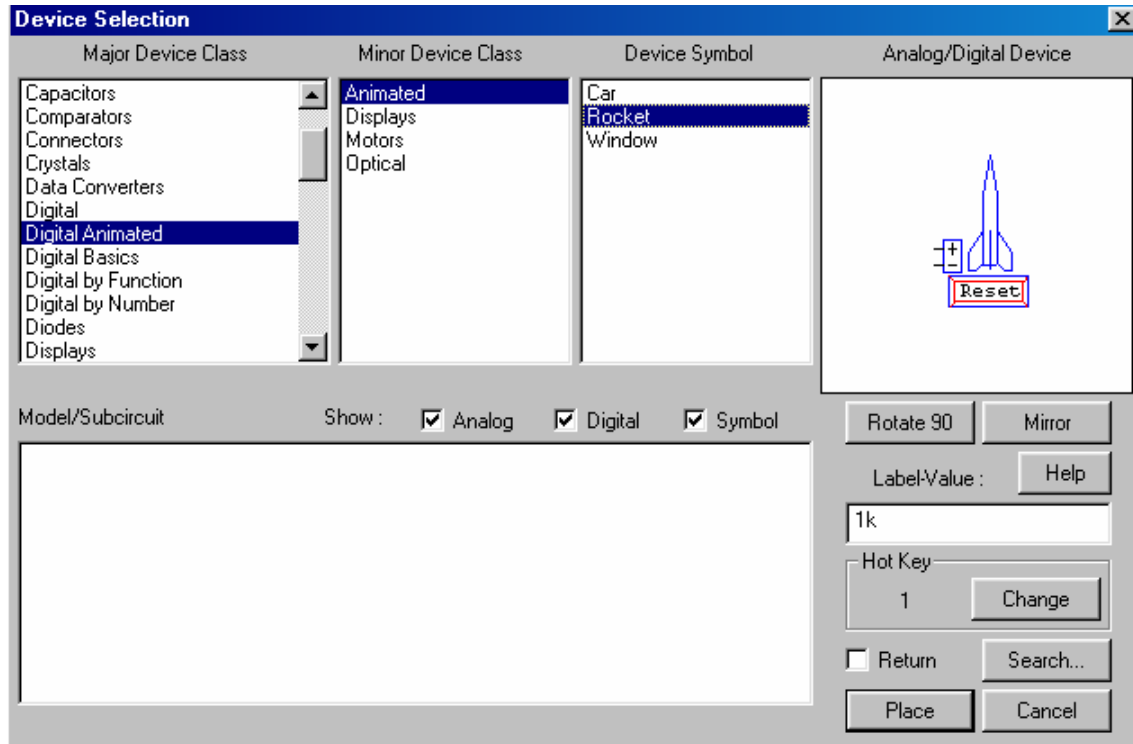 Device Selection
Major Device Class
Capacitors
Comparators
Connectors
Crystals
Data Converters
Digital
Digital Animated
Digital Basics
Digital by Function
Digital by Number
Diodes
Displays
Minor Device Class
Animated
Displays
Motors
Optical
Device Symbol
Car
Rocket
Window
Analog/Digital Device
+
-
Reset
Model/Subcircuit
Show : Analog Digital Symbol
Rotate 90 Mirror
Label-Value : Help
1k
Hot Key
1 Change
Return Search...
Place Cancel